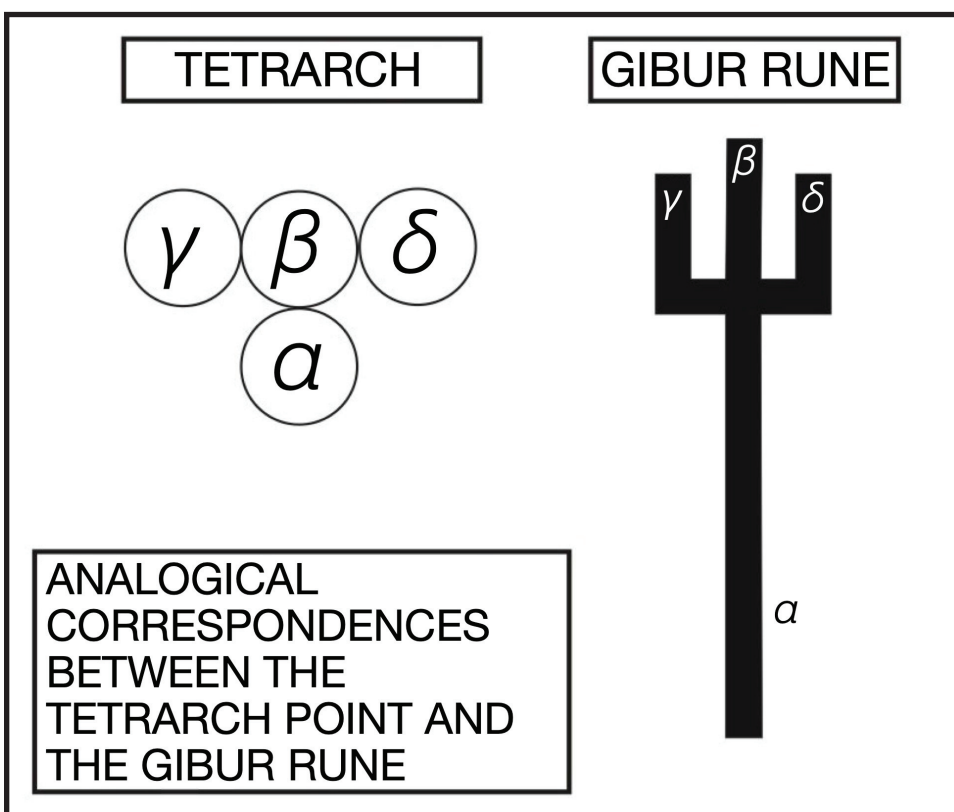 TETRARCH
GIBUR RUNE
γ β δ
α
γ β δ
α
ANALOGICAL
CORRESPONDENCES
BETWEEN THE
TETRARCH POINT AND
THE GIBUR RUNE